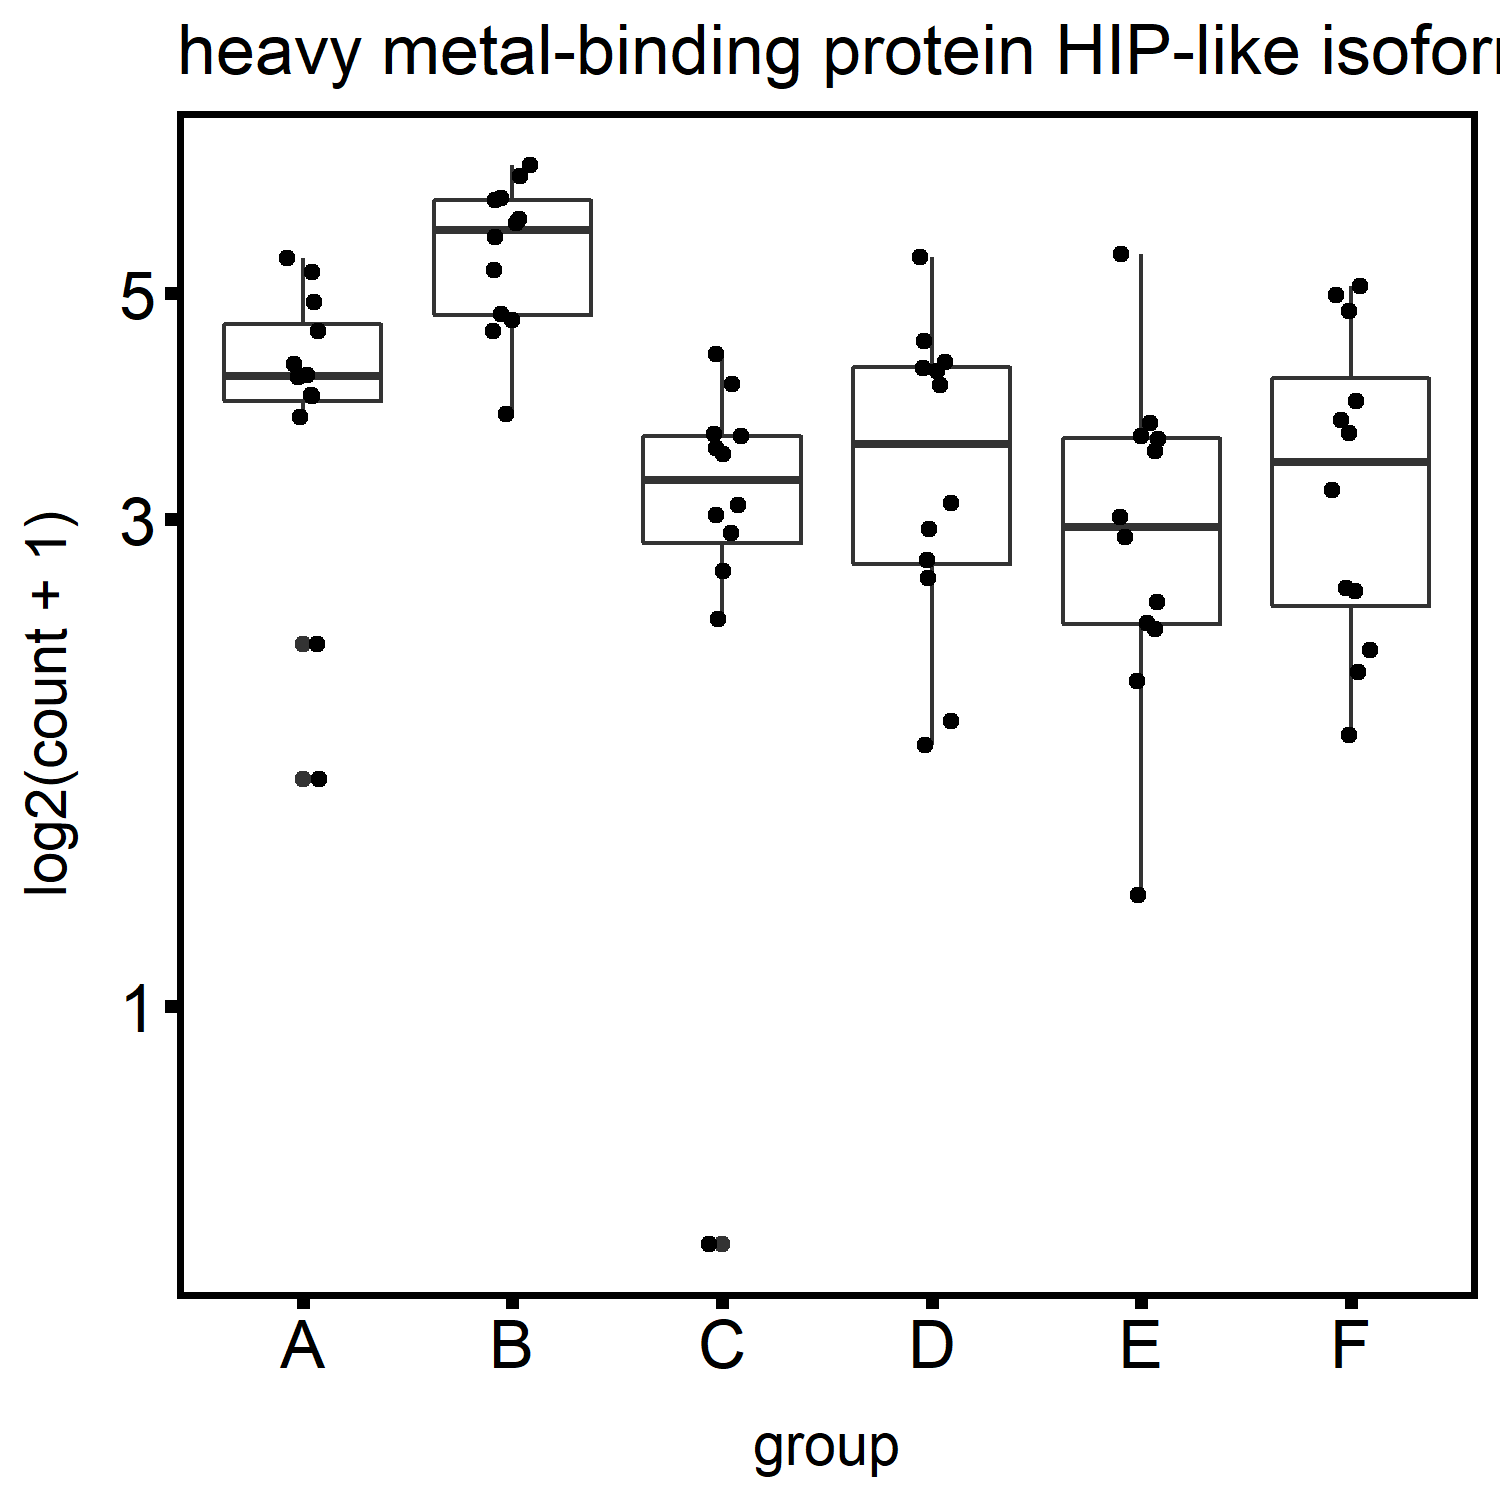 heavy metal-binding protein HIP-like isofor
log2(count + 1)
5
3
1
A B C D E F
group